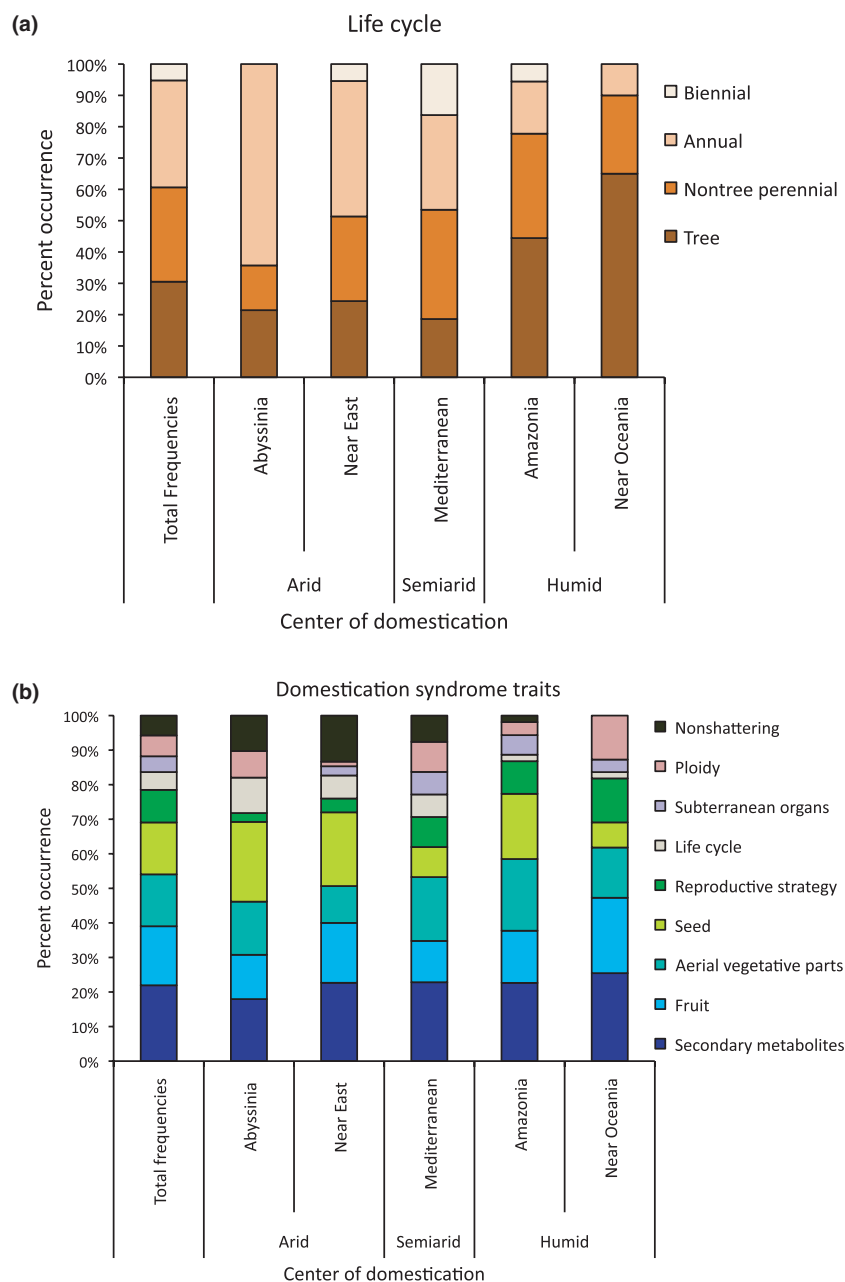 (a)
Life cycle
100%
90%
80%
70%
60%
50%
40%
30%
20%
10%
0%
Percent occurrence
Biennial
Annual
Nontree perennial
Tree
Total Frequencies
Abyssinia
Near East
Mediterranean
Amazonia
Near Oceania
Arid
Semiarid
Humid
Center of domestication
(b)
Domestication syndrome traits
100%
90%
80%
70%
60%
50%
40%
30%
20%
10%
0%
Percent occurrence
Nonshattering
Ploidy
Subterranean organs
Life cycle
Reproductive strategy
Seed
Aerial vegetative parts
Fruit
Secondary metabolites
Total frequencies
Abyssinia
Near East
Mediterranean
Amazonia
Near Oceania
Arid
Semiarid
Humid
Center of domestication